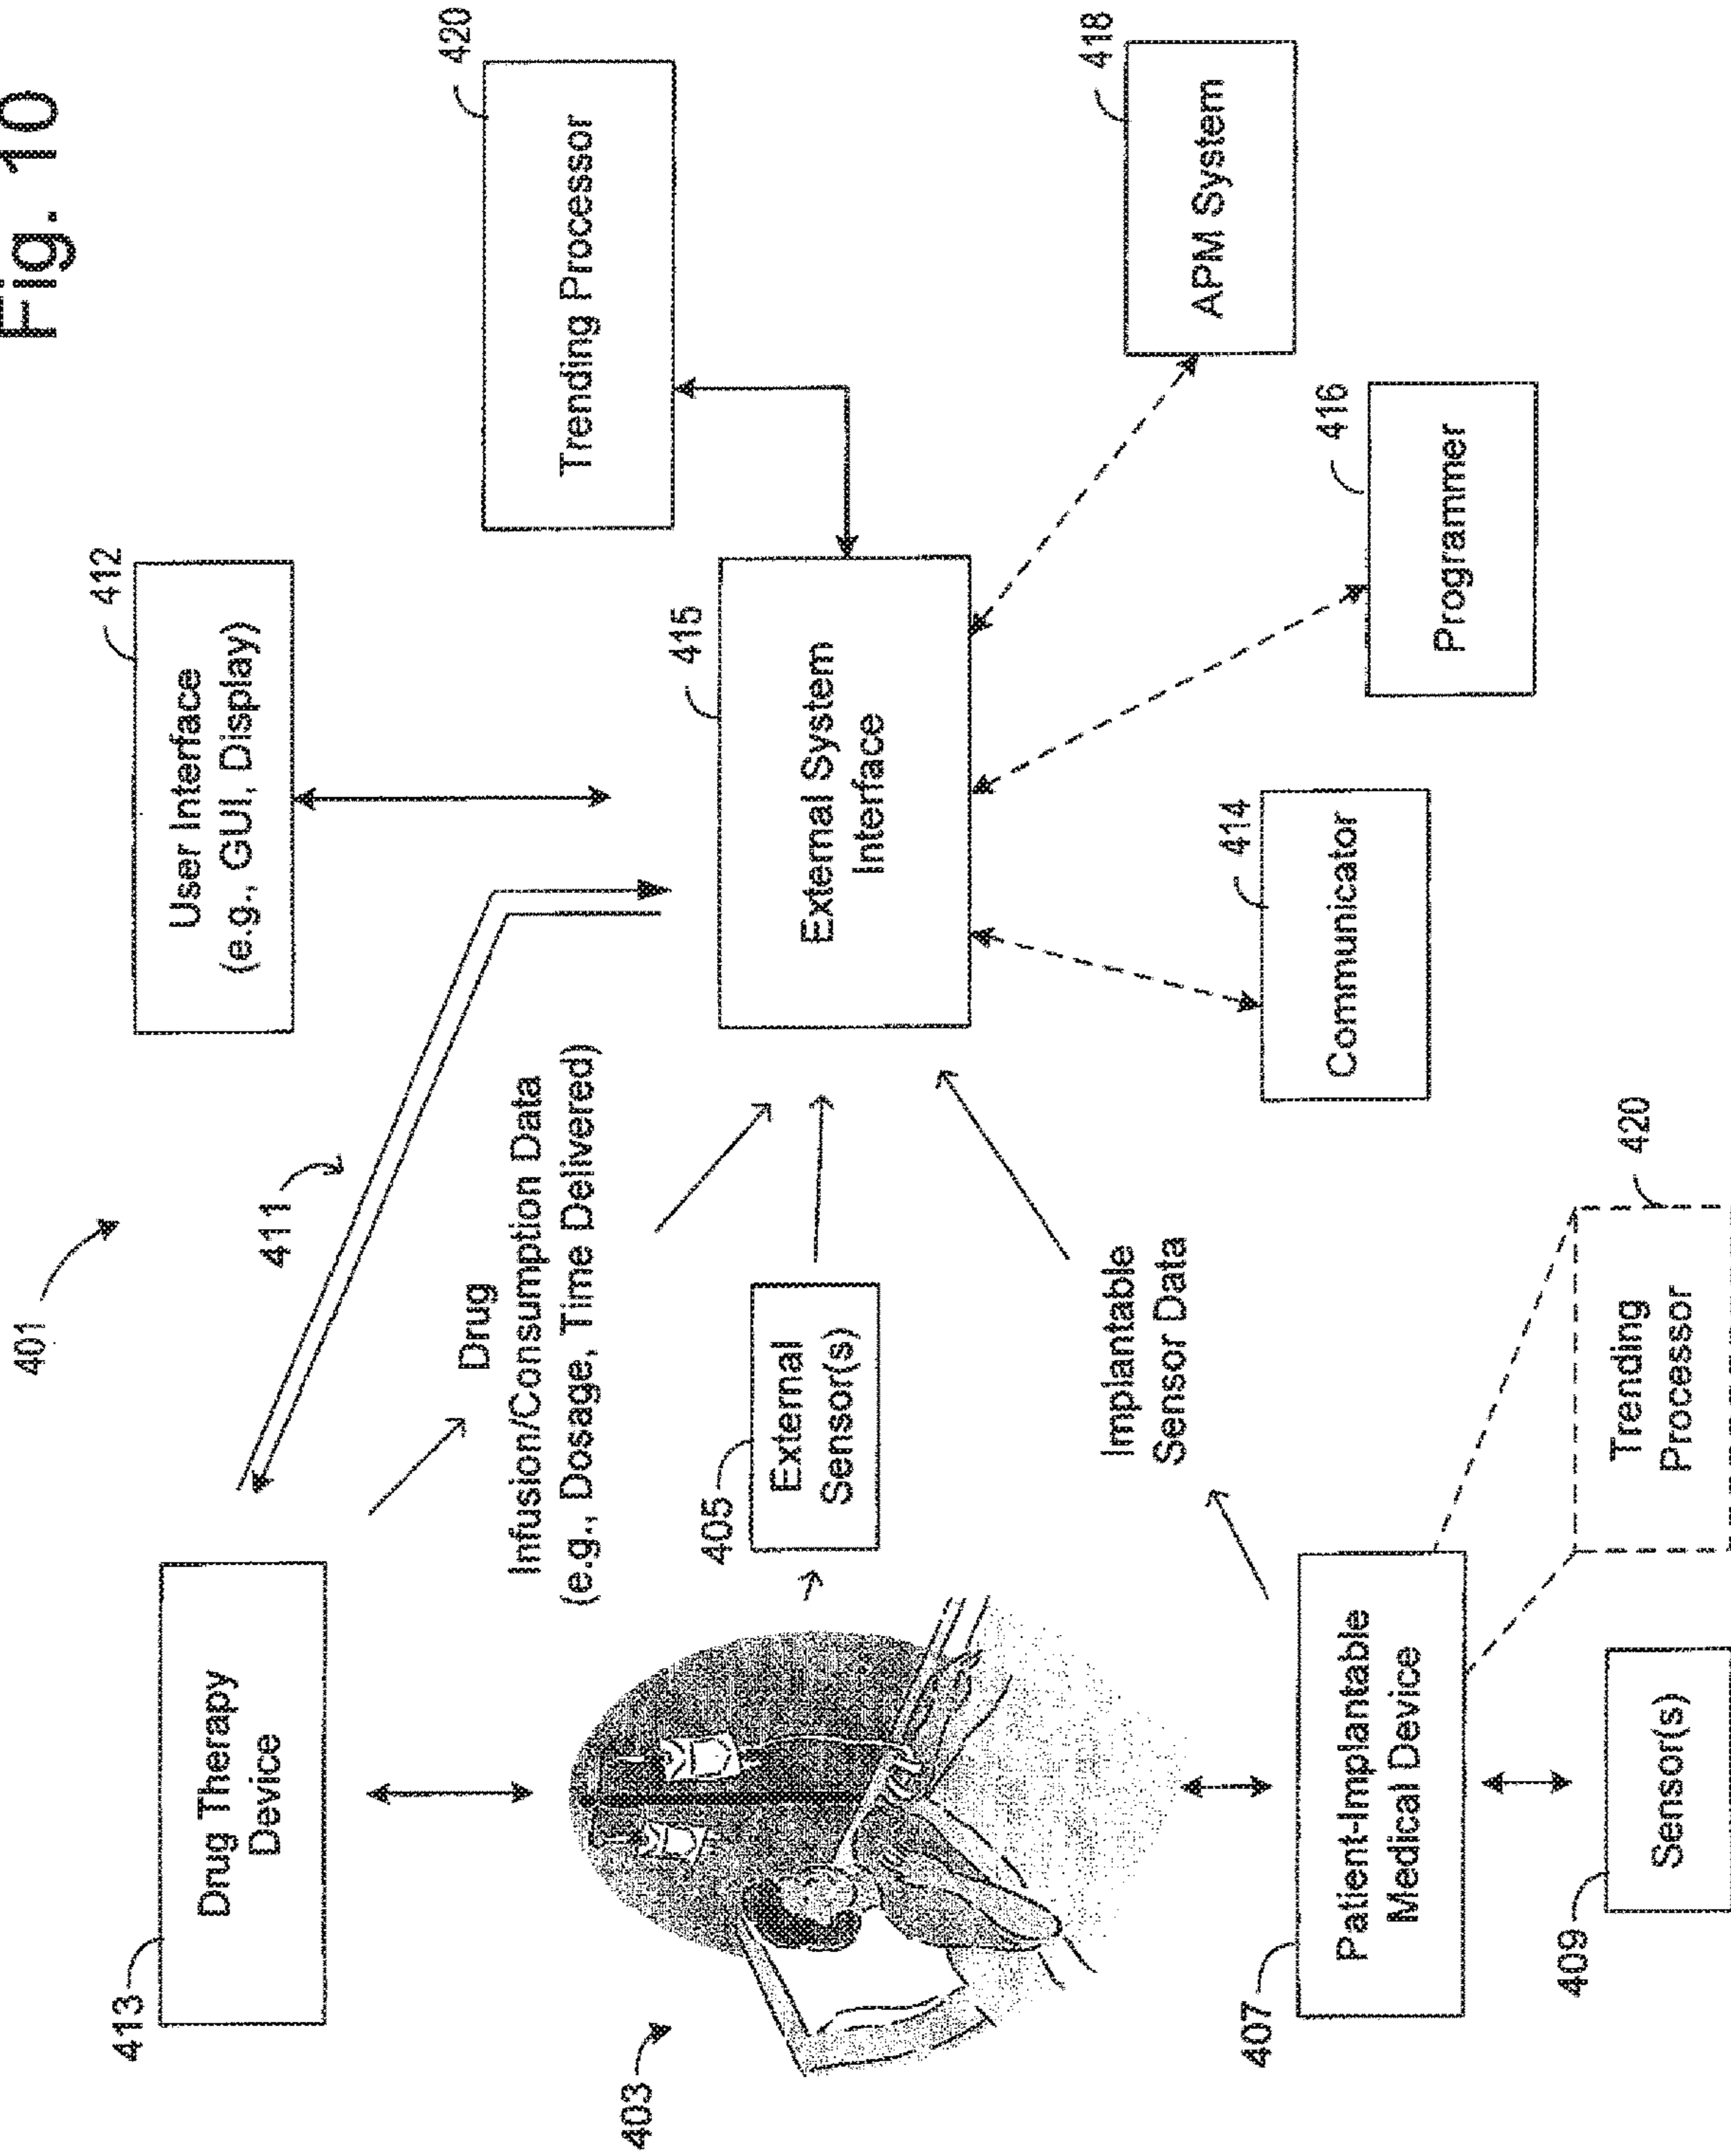 Fig. 10
401
413
Drug Therapy
Device
411
412
User Interface
(e.g., GUI, Display)
420
Trending Processor
Drug
Infusion/Consumption Data
(e.g., Dosage, Time Delivered)
403
405
External
Sensor(s)
415
External System
Interface
Implantable
Sensor Data
407
Patient-Implantable
Medical Device
409
Sensor(s)
420
Trending
Processor
414
Communicator
416
Programmer
418
APM System